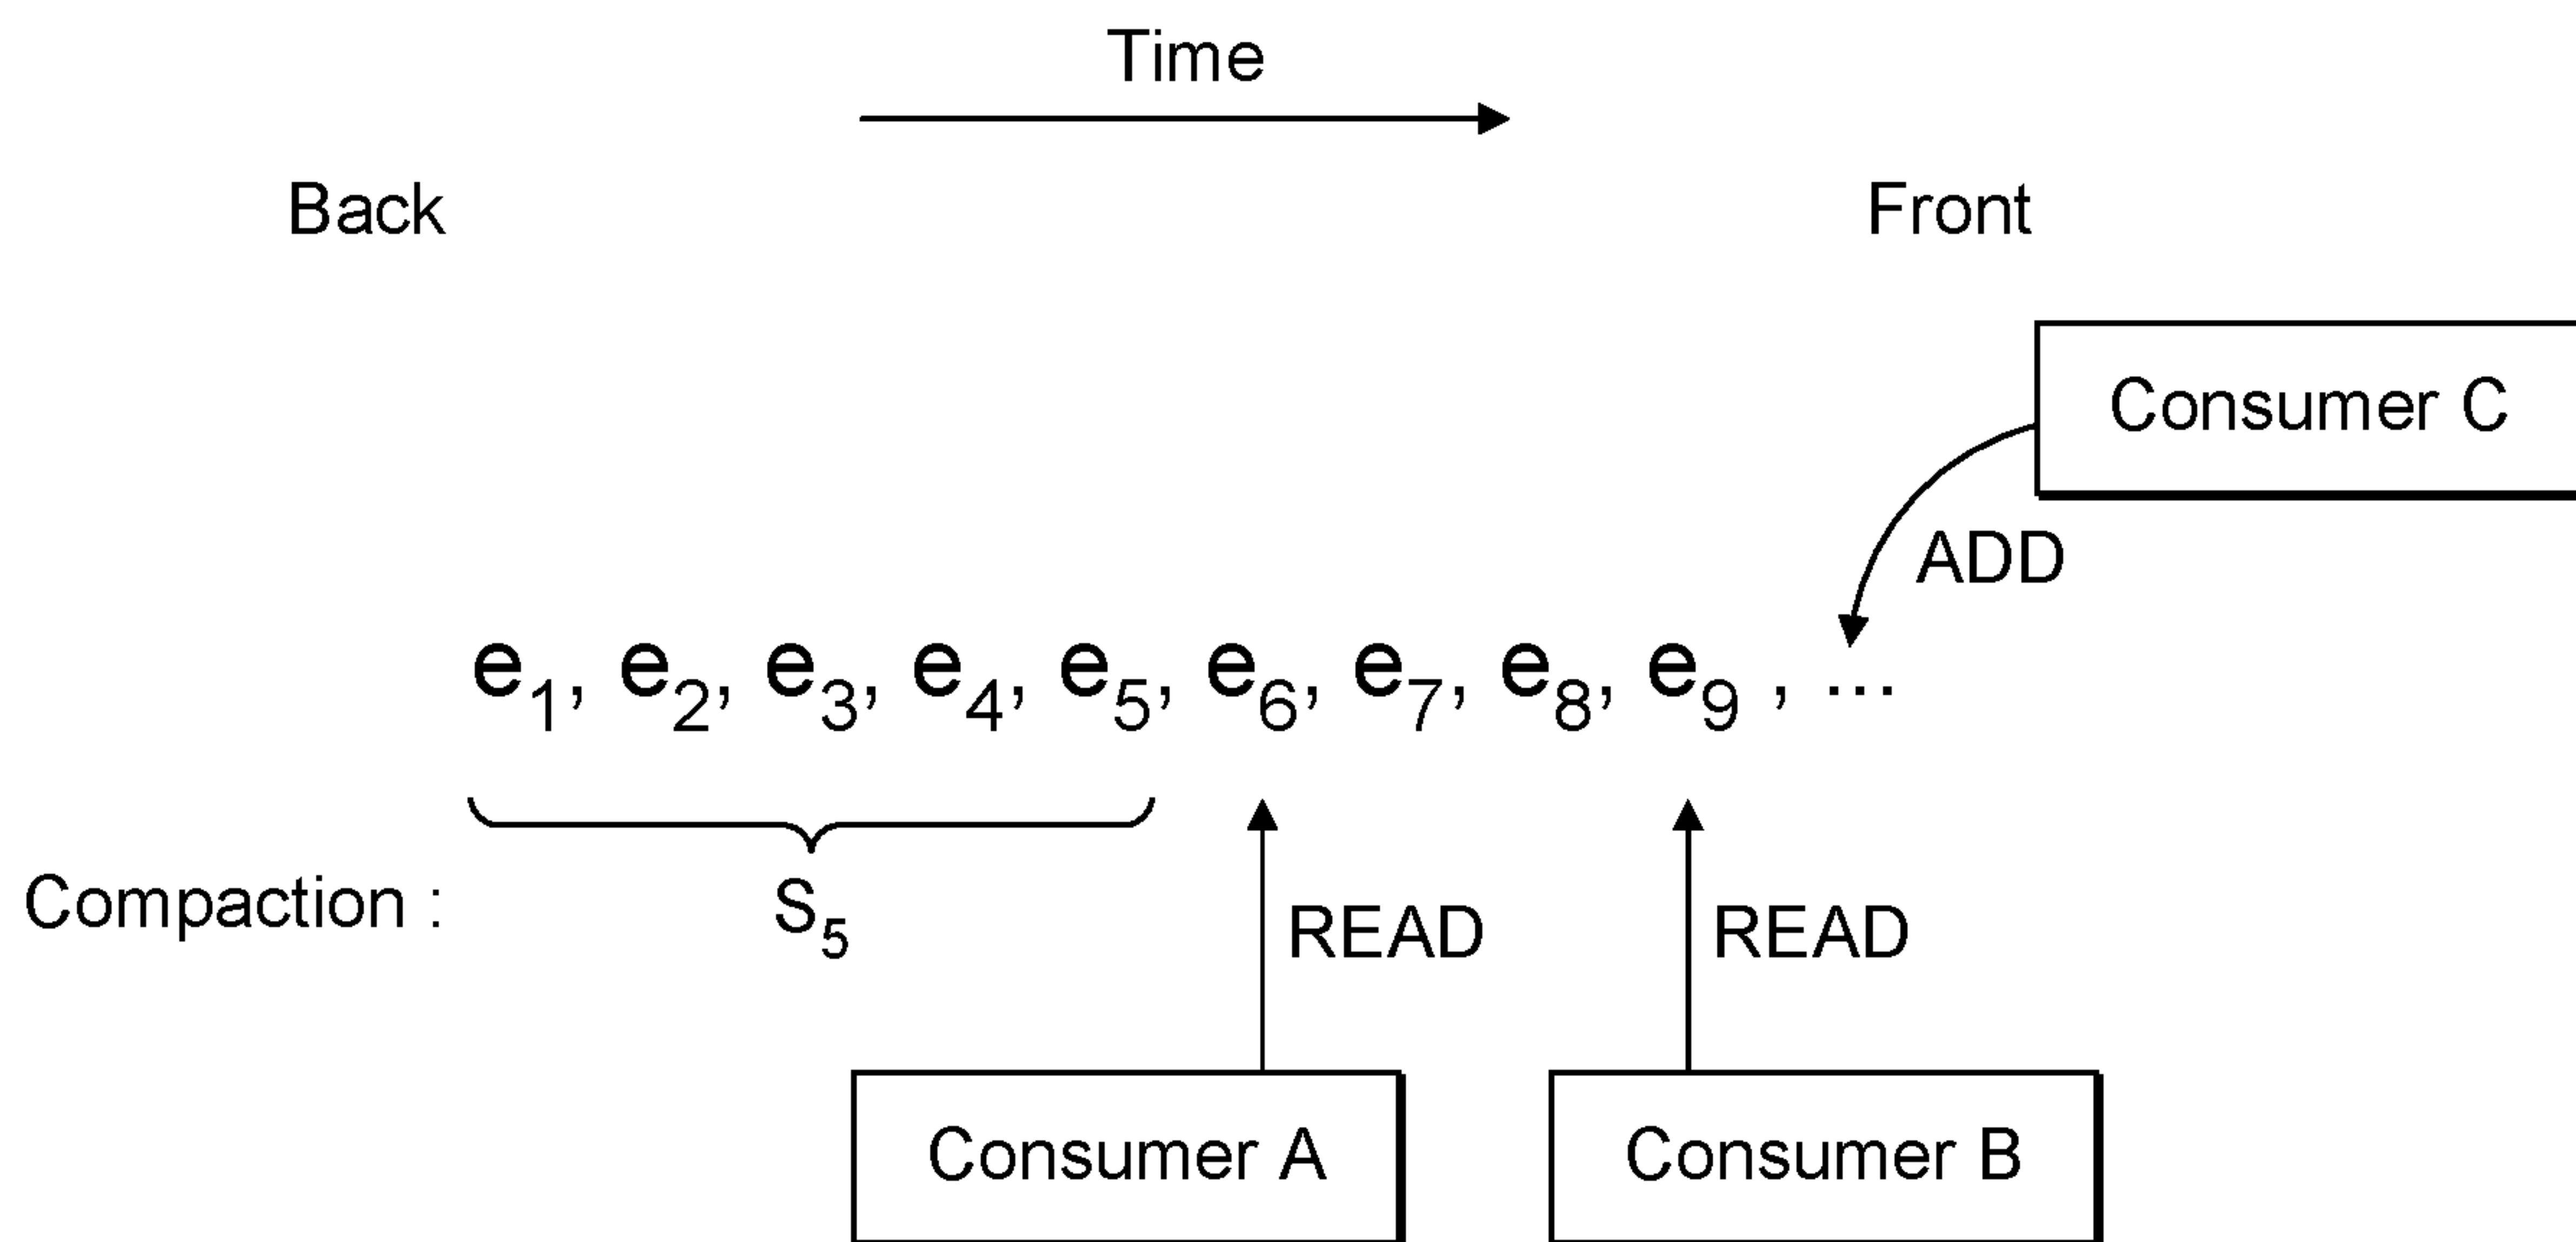 Time
Back Front
Consumer C
ADD
e₁, e₂, e₃, e₄, e₅, e₆, e₇, e₈, e₉ , ...
Compaction : S₅ READ READ
Consumer A Consumer B